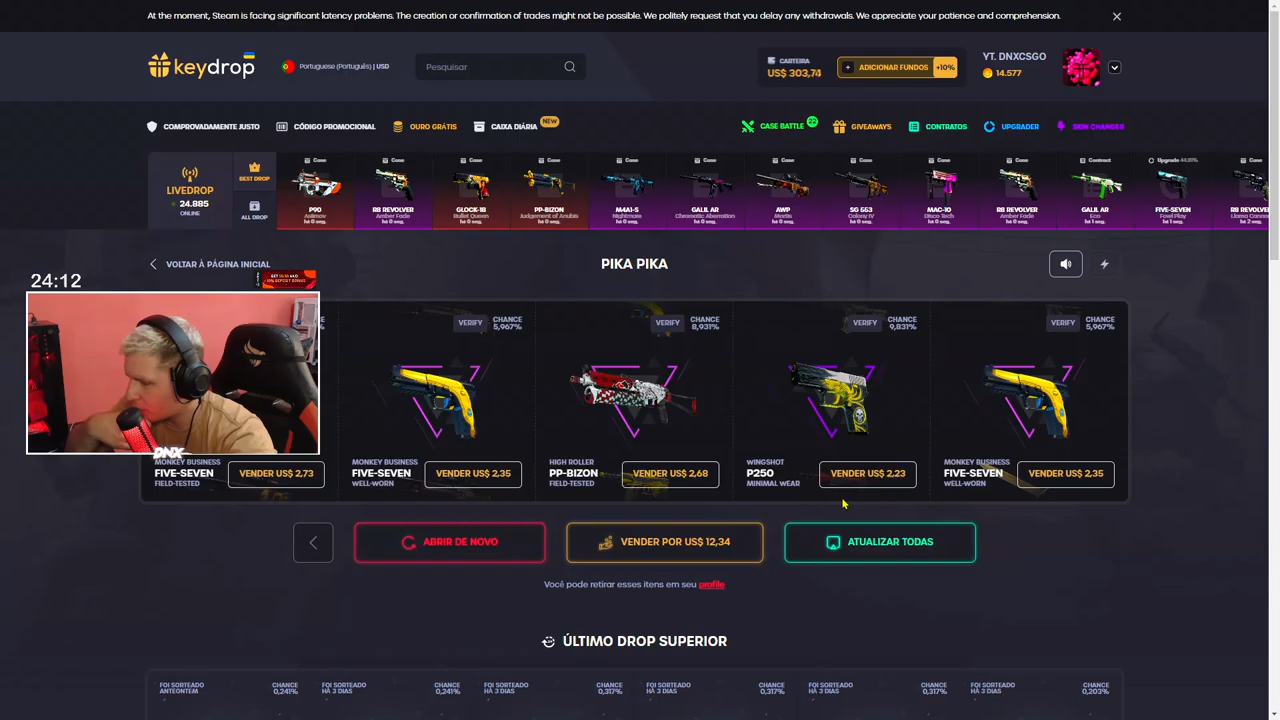 At the moment, Steam is facing significant latency problems. The creation or confirmation of trades might not be possible. We politely request that you delay any withdrawals. We appreciate your patience and comprehension.
keydrop
Portuguese (Português) | USD
Pesquisar
CARTEIRA
US$ 303,74
ADICIONAR FUNDOS
+10%
YT. DNXCSGO
14.577
COMPROVADAMENTE JUSTO
CÓDIGO PROMOCIONAL
OURO GRÁTIS
CAIXA DIÁRIA
NEW
CASE BATTLE
22
GIVEAWAYS
CONTRATOS
UPGRADER
SKIN CHANGER
LIVEDROP
24.885
ONLINE
BEST DROP
ALL DROP
Case
P90
Asiimov
há 0 seg.
Case
R8 REVOLVER
Amber Fade
há 0 seg.
Case
GLOCK-18
Bullet Queen
há 0 seg.
Case
PP-BIZON
Judgement of Anubis
há 0 seg.
Case
M4A1-S
Nightmare
há 0 seg.
Case
GALIL AR
Chromatic Aberration
há 0 seg.
Case
AWP
Mortis
há 0 seg.
Case
SG 553
Colony IV
há 0 seg.
Case
MAC-10
Disco Tech
há 0 seg.
Case
R8 REVOLVER
Amber Fade
há 0 seg.
Contract
GALIL AR
Eco
há 1 seg.
Upgrade 44.81%
FIVE-SEVEN
Fowl Play
há 1 seg.
Case
R8 REVOLVER
Llama Cannon
há 2 seg.
VOLTAR À PÁGINA INICIAL
PIKA PIKA
24:12
DNX
MONKEY BUSINESS
FIVE-SEVEN
FIELD-TESTED
VENDER US$ 2,73
VERIFY
CHANCE
5,967%
MONKEY BUSINESS
FIVE-SEVEN
WELL-WORN
VENDER US$ 2,35
VERIFY
CHANCE
8,931%
HIGH ROLLER
PP-BIZON
FIELD-TESTED
VENDER US$ 2,68
VERIFY
CHANCE
9,831%
WINGSHOT
P250
MINIMAL WEAR
VENDER US$ 2,23
VERIFY
CHANCE
5,967%
MONKEY BUSINESS
FIVE-SEVEN
WELL-WORN
VENDER US$ 2,35
ABRIR DE NOVO
VENDER POR US$ 12,34
ATUALIZAR TODAS
Você pode retirar esses itens em seu profile
ÚLTIMO DROP SUPERIOR
FOI SORTEADO
ANTEONTEM
CHANCE
0,241%
FOI SORTEADO
HÁ 3 DIAS
CHANCE
0,241%
FOI SORTEADO
HÁ 3 DIAS
CHANCE
0,317%
FOI SORTEADO
HÁ 3 DIAS
CHANCE
0,317%
FOI SORTEADO
HÁ 3 DIAS
CHANCE
0,317%
FOI SORTEADO
HÁ 3 DIAS
CHANCE
0,203%